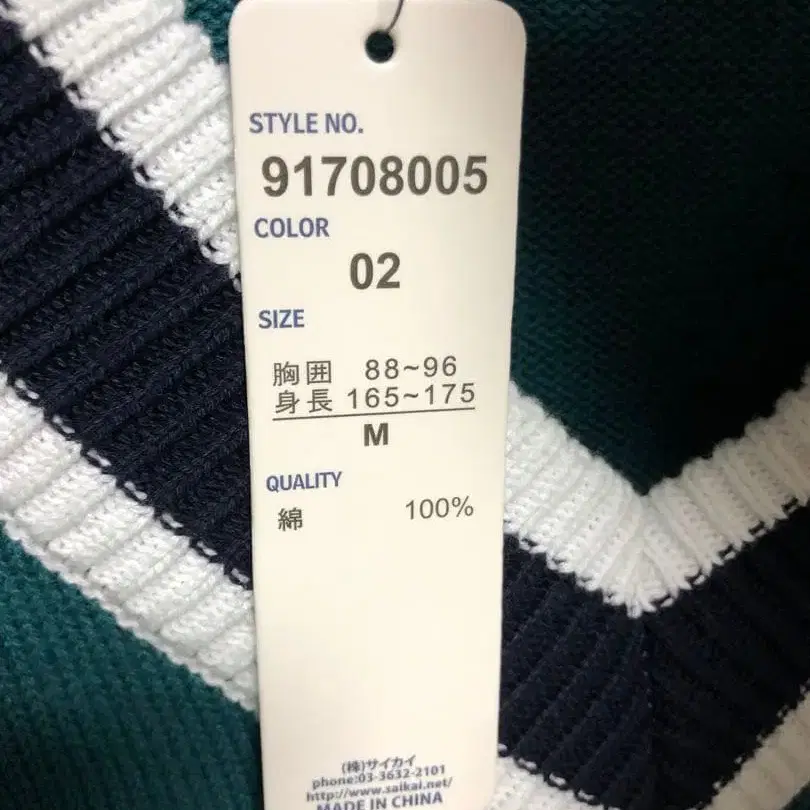 STYLE NO.
91708005
COLOR
02
SIZE
胸囲 88~96
身長 165~175
M
QUALITY
綿 100%
(株)サイカイ
phone:03-3632-2101
http://www.saikai.net/
MADE IN CHINA